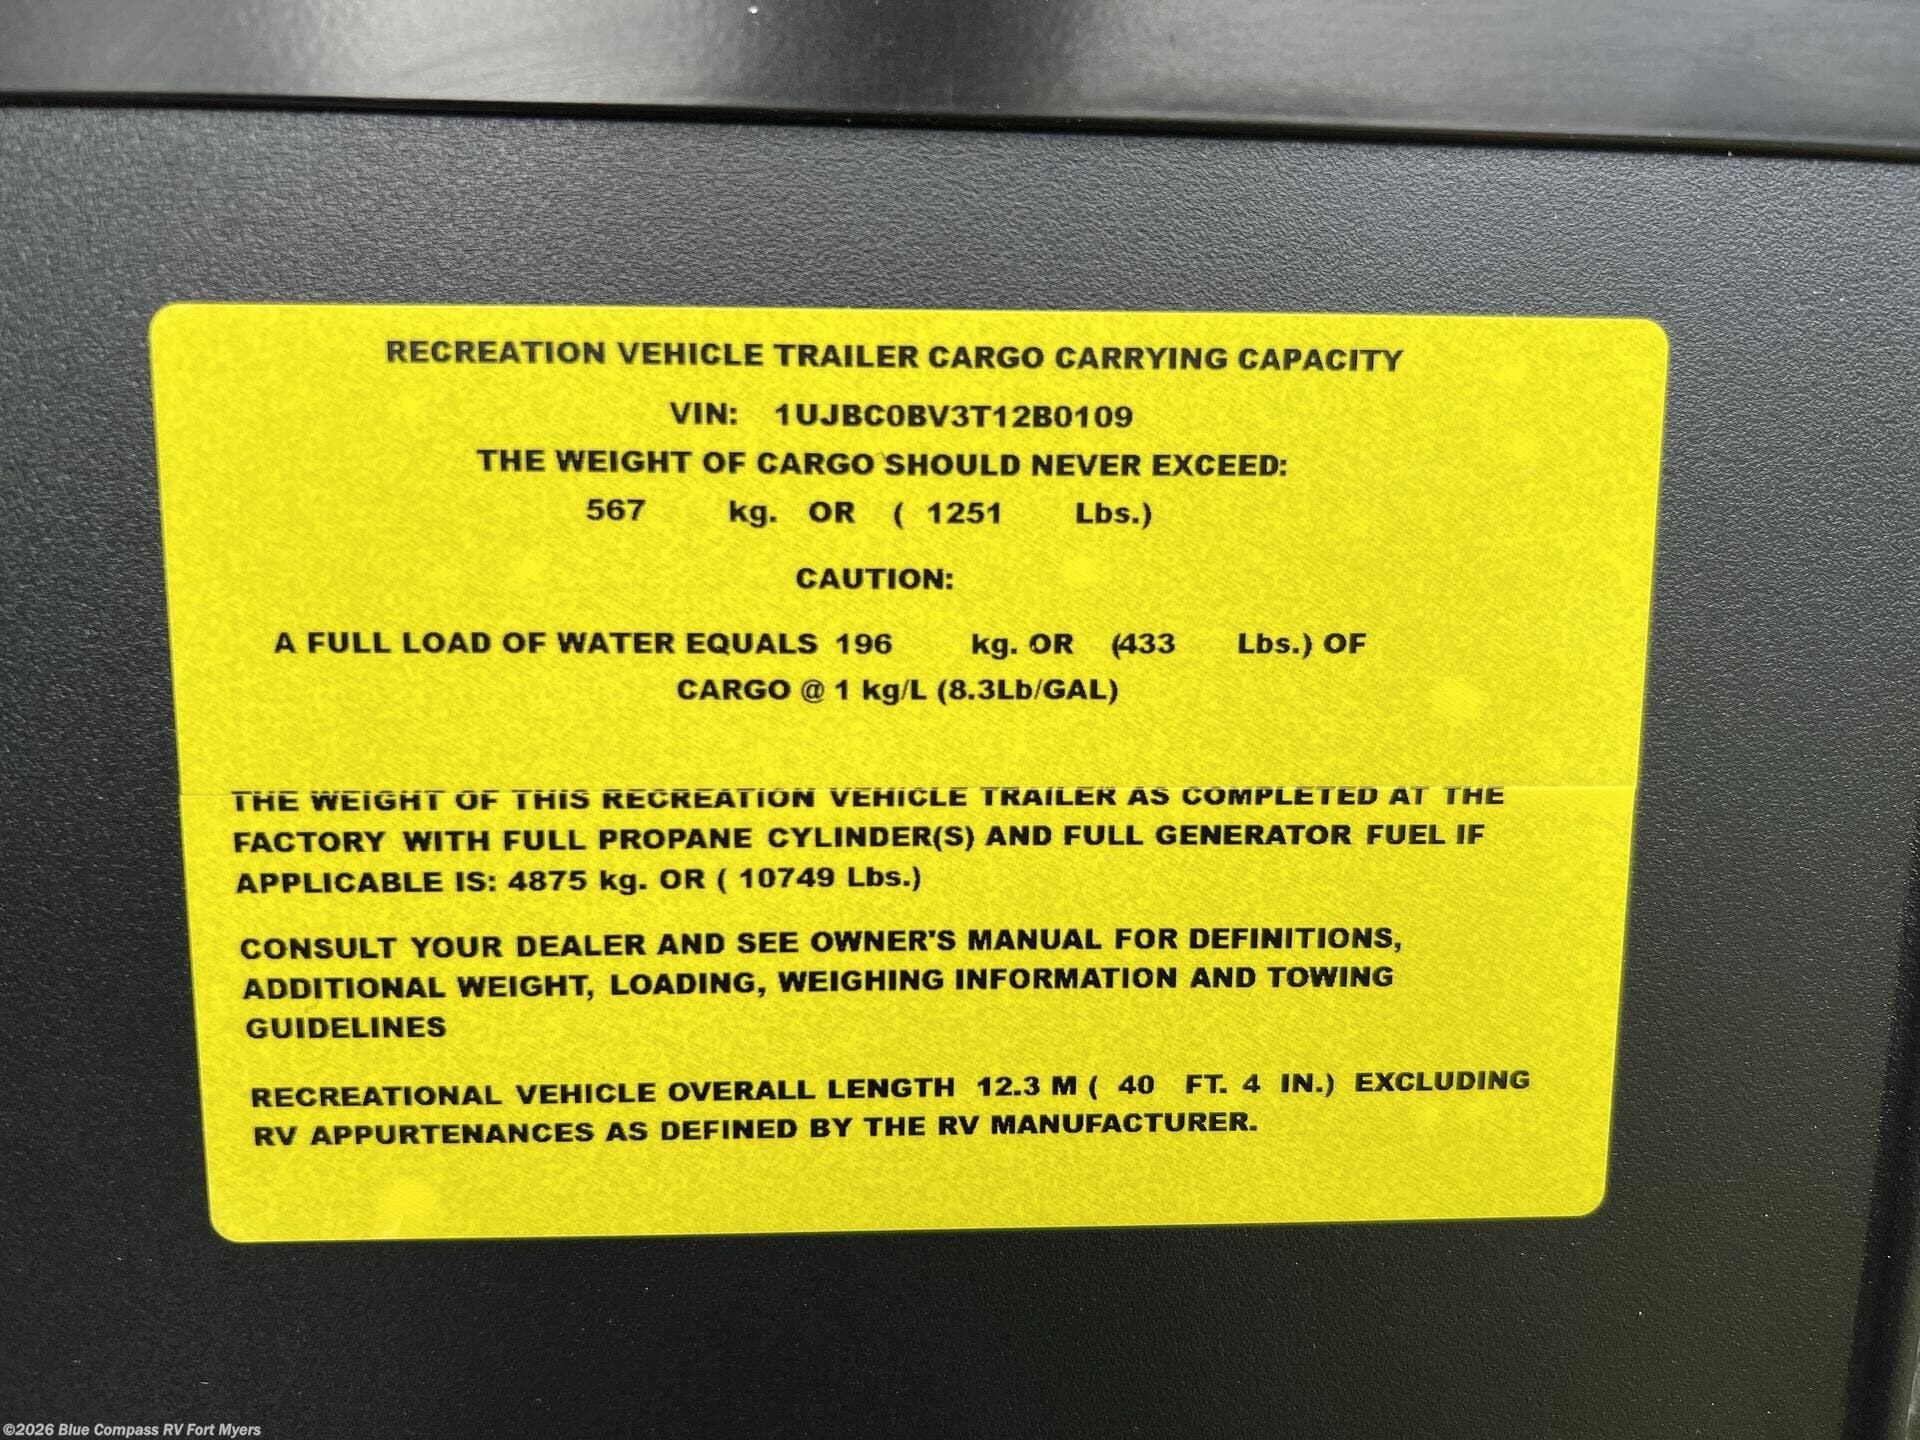 RECREATION VEHICLE TRAILER CARGO CARRYING CAPACITY
VIN: 1UJBC0BV3T12B0109
THE WEIGHT OF CARGO SHOULD NEVER EXCEED:
567 kg. OR ( 1251 Lbs.)
CAUTION:
A FULL LOAD OF WATER EQUALS 196 kg. OR (433 Lbs.) OF
CARGO @ 1 kg/L (8.3Lb/GAL)
THE WEIGHT OF THIS RECREATION VEHICLE TRAILER AS COMPLETED AT THE
FACTORY WITH FULL PROPANE CYLINDER(S) AND FULL GENERATOR FUEL IF
APPLICABLE IS: 4875 kg. OR ( 10749 Lbs.)
CONSULT YOUR DEALER AND SEE OWNER'S MANUAL FOR DEFINITIONS,
ADDITIONAL WEIGHT, LOADING, WEIGHING INFORMATION AND TOWING
GUIDELINES
RECREATIONAL VEHICLE OVERALL LENGTH 12.3 M ( 40 FT. 4 IN.) EXCLUDING
RV APPURTENANCES AS DEFINED BY THE RV MANUFACTURER.
©2026 Blue Compass RV Fort Myers